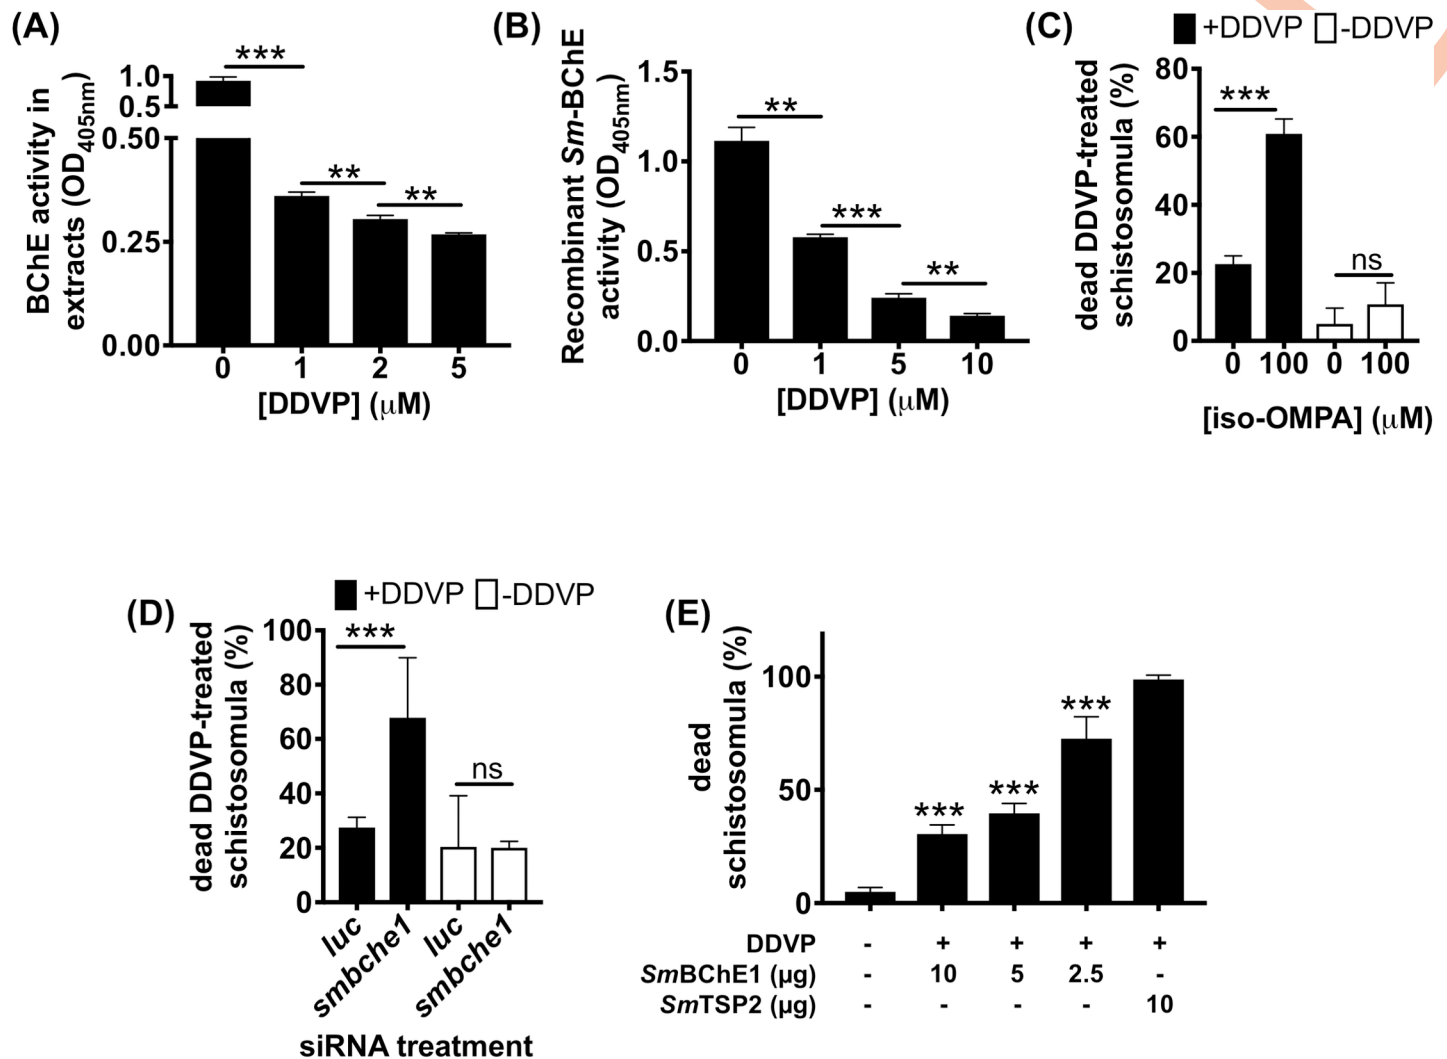 (A)
BChE activity in
extracts (OD405nm)
1.0
0.5
0.50
0.25
0.00
***
**
**
0 1 2 5
[DDVP] (μM)
(B)
Recombinant Sm-BChE
activity (OD405nm)
1.5
1.0
0.5
0.0
**
***
**
0 1 5 10
[DDVP] (μM)
(C)
+DDVP -DDVP
dead DDVP-treated
schistosomula (%)
80
60
40
20
0
***
ns
0 100 0 100
[iso-OMPA] (μM)
(D)
+DDVP -DDVP
dead DDVP-treated
schistosomula (%)
100
80
60
40
20
0
***
ns
luc smbche1 luc smbche1
siRNA treatment
(E)
dead
schistosomula (%)
100
50
0
***
***
***
DDVP - + + + +
SmBChE1 (μg) - 10 5 2.5 -
SmTSP2 (μg) - - - - 10